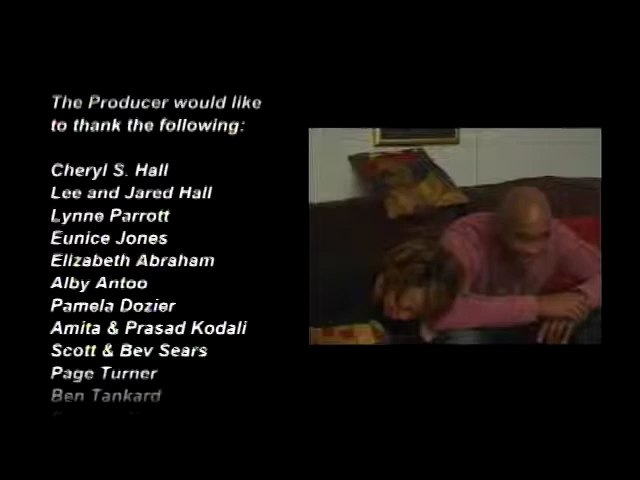 The Producer would like
to thank the following:
Cheryl S. Hall
Lee and Jared Hall
Lynne Parrott
Eunice Jones
Elizabeth Abraham
Alby Antoo
Pamela Dozier
Amita & Prasad Kodali
Scott & Bev Sears
Page Turner
Ben Tankard